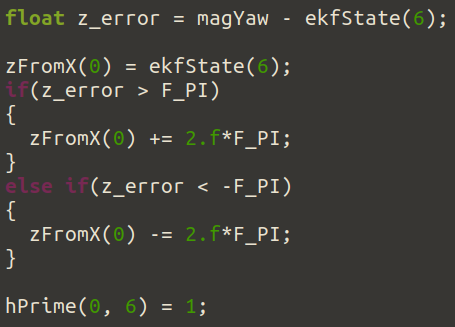 float z_error = magYaw - ekfState(6);
zFromX(0) = ekfState(6);
if(z_error > F_PI)
{
zFromX(0) += 2.f*F_PI;
}
else if(z_error < -F_PI)
{
zFromX(0) -= 2.f*F_PI;
}
hPrime(0, 6) = 1;